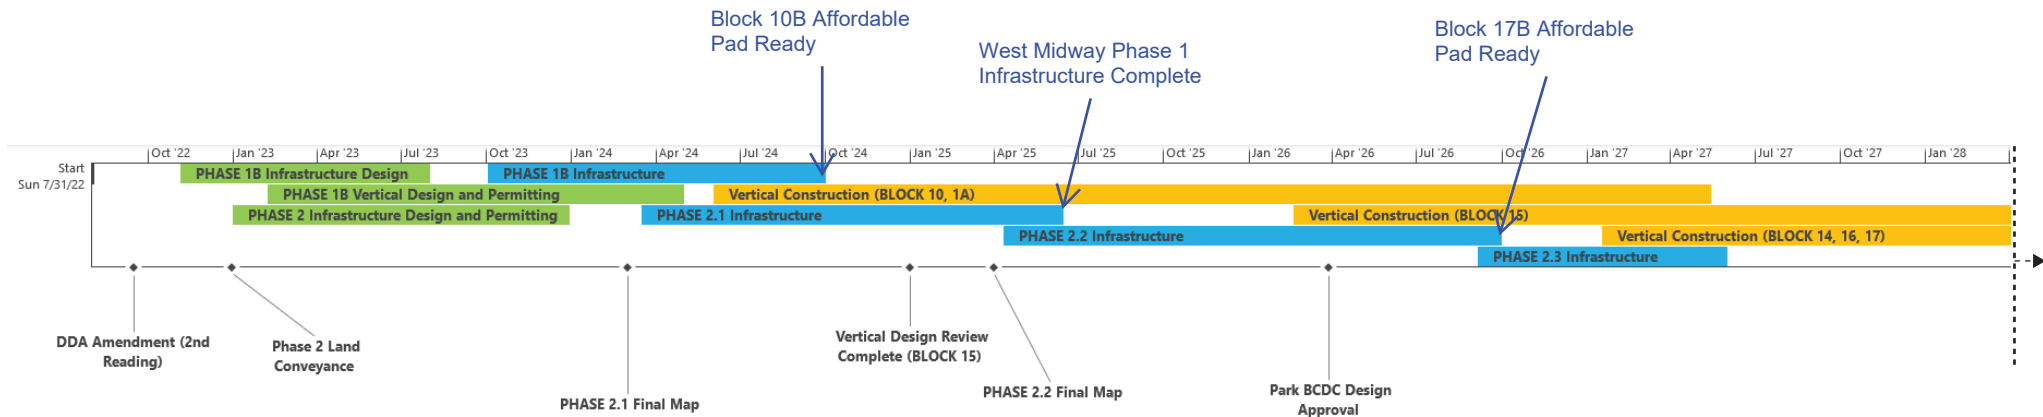 Block 10B Affordable
Pad Ready
West Midway Phase 1
Infrastructure Complete
Block 17B Affordable
Pad Ready
Start
Sun 7/31/22
Oct '22
Jan '23
Apr '23
Jul '23
Oct '23
Jan '24
Apr '24
Jul '24
Oct '24
Jan '25
Apr '25
Jul '25
Oct '25
Jan '26
Apr '26
Jul '26
Oct '26
Jan '27
Apr '27
Jul '27
Oct '27
Jan '28
PHASE 1B Infrastructure Design
PHASE 1B Infrastructure
PHASE 1B Vertical Design and Permitting
Vertical Construction (BLOCK 10, 1A)
PHASE 2 Infrastructure Design and Permitting
PHASE 2.1 Infrastructure
Vertical Construction (BLOCK 15)
PHASE 2.2 Infrastructure
Vertical Construction (BLOCK 14, 16, 17)
PHASE 2.3 Infrastructure
DDA Amendment (2nd
Reading)
Phase 2 Land
Conveyance
PHASE 2.1 Final Map
Vertical Design Review
Complete (BLOCK 15)
PHASE 2.2 Final Map
Park BCDC Design
Approval